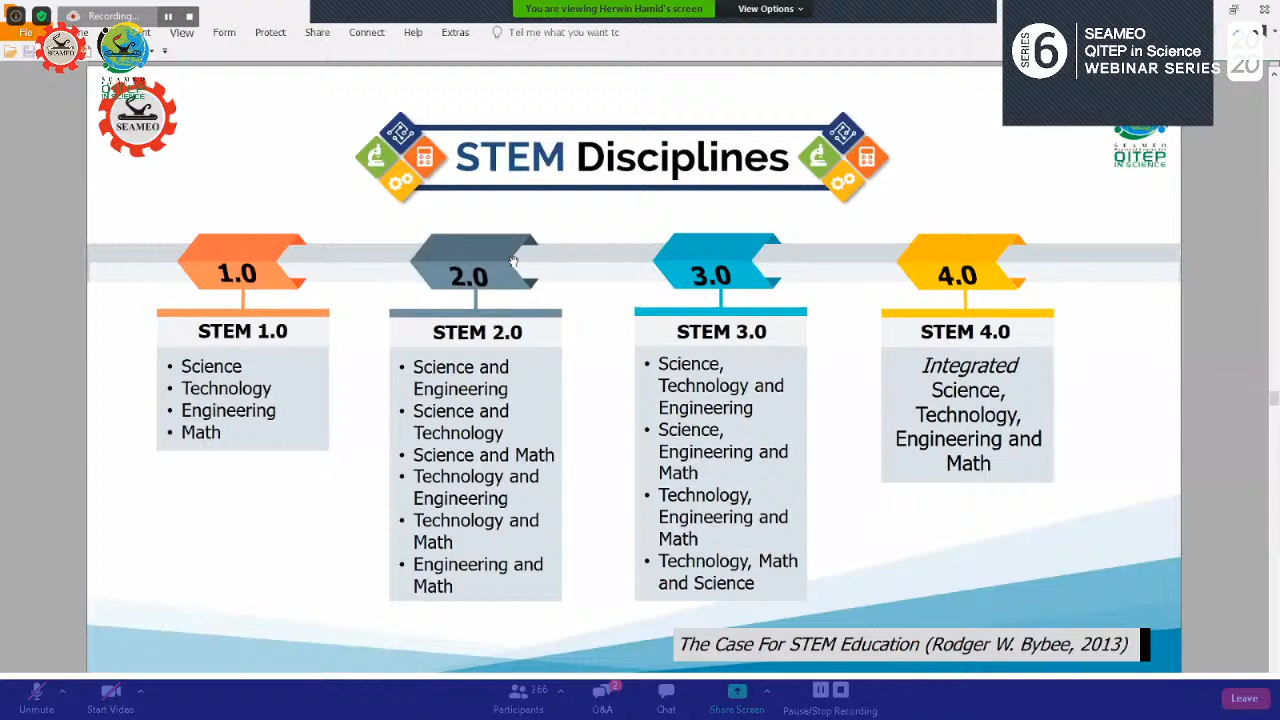 Recording...
You are viewing Herwin Hamid's screen
View Options
File
View
Form
Protect
Share
Connect
Help
Extras
Tell me what you want to
SERIES 6
SEAMEO
QITEP in Science
WEBINAR SERIES
2020
SEAMEO
SEAMEO
SEAMEO
QITEP
IN SCIENCE
STEM Disciplines
1.0
2.0
3.0
4.0
STEM 1.0
• Science
• Technology
• Engineering
• Math
STEM 2.0
• Science and
Engineering
• Science and
Technology
• Science and Math
• Technology and
Engineering
• Technology and
Math
• Engineering and
Math
STEM 3.0
• Science,
Technology and
Engineering
• Science,
Engineering and
Math
• Technology,
Engineering and
Math
• Technology, Math
and Science
STEM 4.0
Integrated
Science,
Technology,
Engineering and
Math
The Case For STEM Education (Rodger W. Bybee, 2013)
Unmute
Start Video
266
Participants
2
Q&A
Chat
Share Screen
Pause/Stop Recording
Leave